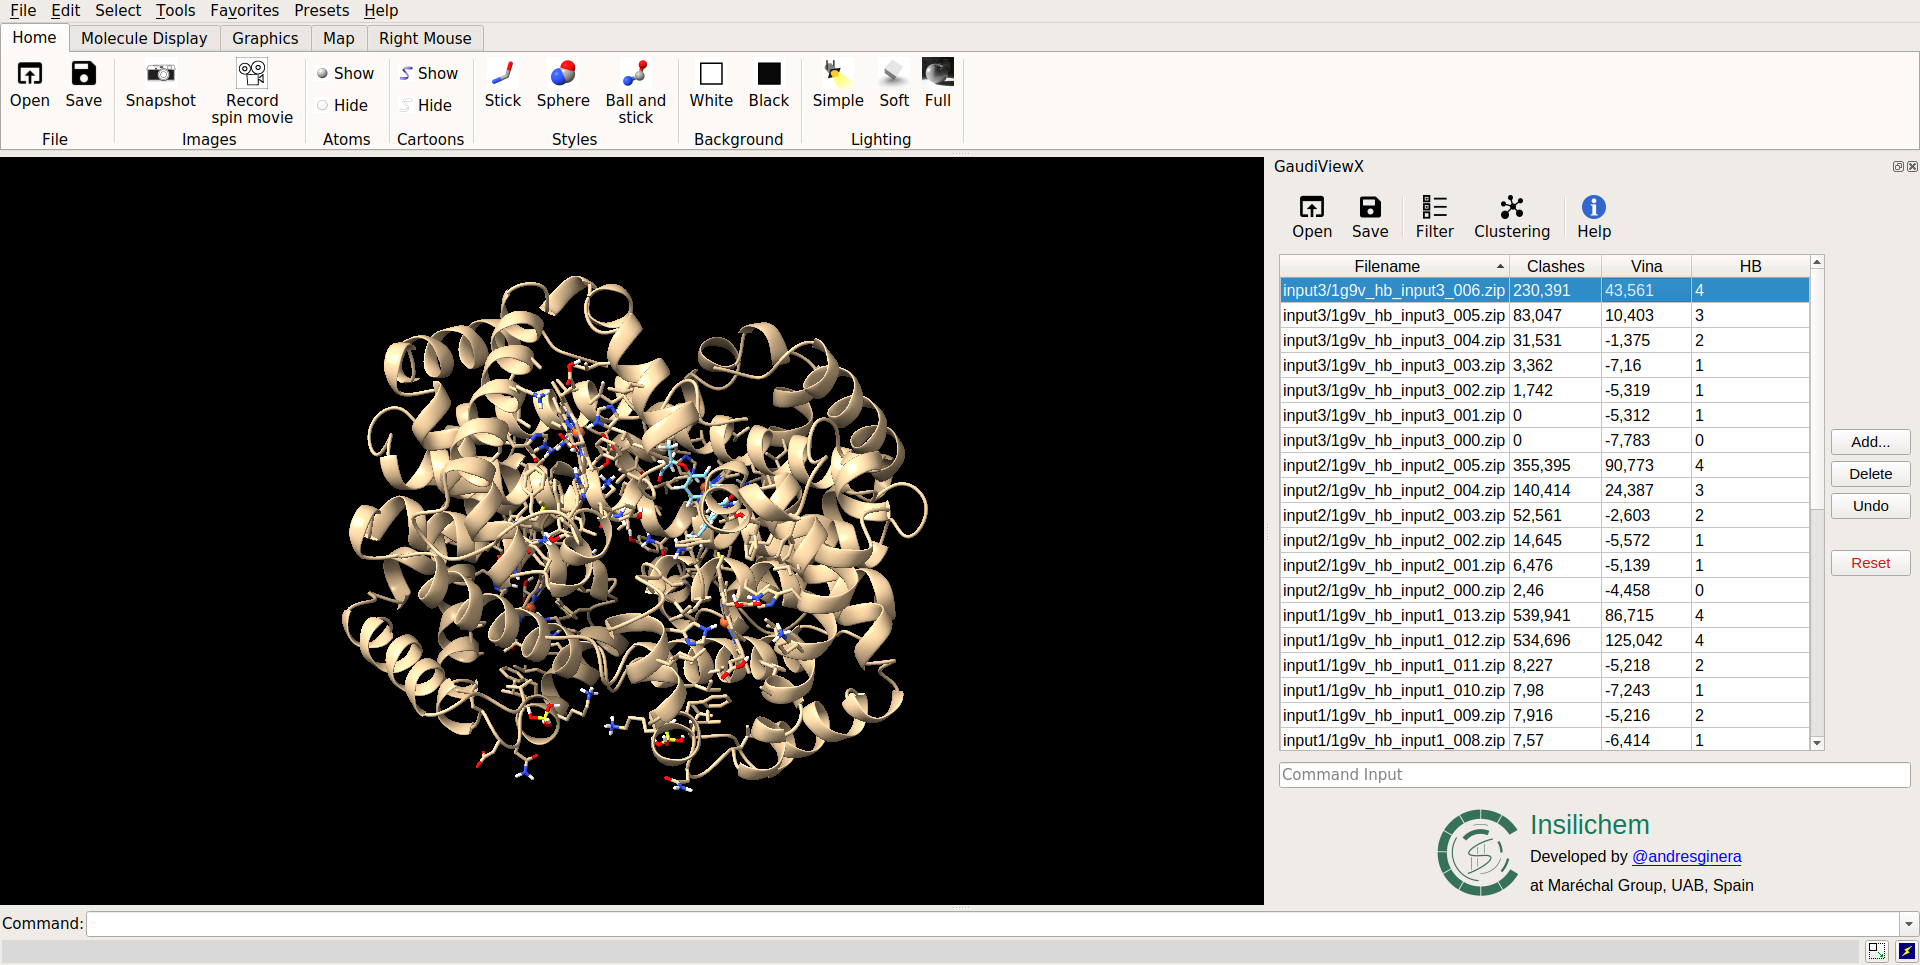 File Edit Select Tools Favorites Presets Help
Home Molecule Display Graphics Map Right Mouse
Open Save Snapshot Record spin movie Show Hide Show Hide Stick Sphere Ball and stick White Black Simple Soft Full
File Images Atoms Cartoons Styles Background Lighting
GaudiViewX
Open Save Filter Clustering Help
Filename Clashes Vina HB
input3/1g9v_hb_input3_006.zip 230,391 43,561 4
input3/1g9v_hb_input3_005.zip 83,047 10,403 3
input3/1g9v_hb_input3_004.zip 31,531 -1,375 2
input3/1g9v_hb_input3_003.zip 3,362 -7,16 1
input3/1g9v_hb_input3_002.zip 1,742 -5,319 1
input3/1g9v_hb_input3_001.zip 0 -5,312 1
input3/1g9v_hb_input3_000.zip 0 -7,783 0
input2/1g9v_hb_input2_005.zip 355,395 90,773 4
input2/1g9v_hb_input2_004.zip 140,414 24,387 3
input2/1g9v_hb_input2_003.zip 52,561 -2,603 2
input2/1g9v_hb_input2_002.zip 14,645 -5,572 1
input2/1g9v_hb_input2_001.zip 6,476 -5,139 1
input2/1g9v_hb_input2_000.zip 2,46 -4,458 0
input1/1g9v_hb_input1_013.zip 539,941 86,715 4
input1/1g9v_hb_input1_012.zip 534,696 125,042 4
input1/1g9v_hb_input1_011.zip 8,227 -5,218 2
input1/1g9v_hb_input1_010.zip 7,98 -7,243 1
input1/1g9v_hb_input1_009.zip 7,916 -5,216 2
input1/1g9v_hb_input1_008.zip 7,57 -6,414 1
Add...
Delete
Undo
Reset
Command Input
Insilichem
Developed by @andresginera
at Maréchal Group, UAB, Spain
Command: